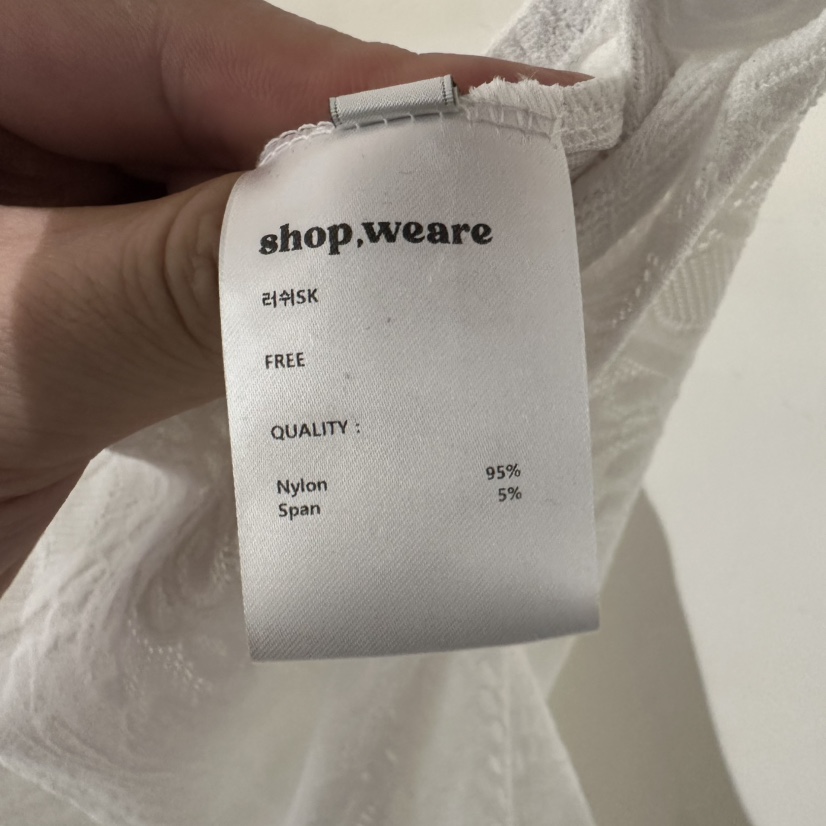 shop,weare
러쉬SK
FREE
QUALITY :
Nylon 95%
Span 5%